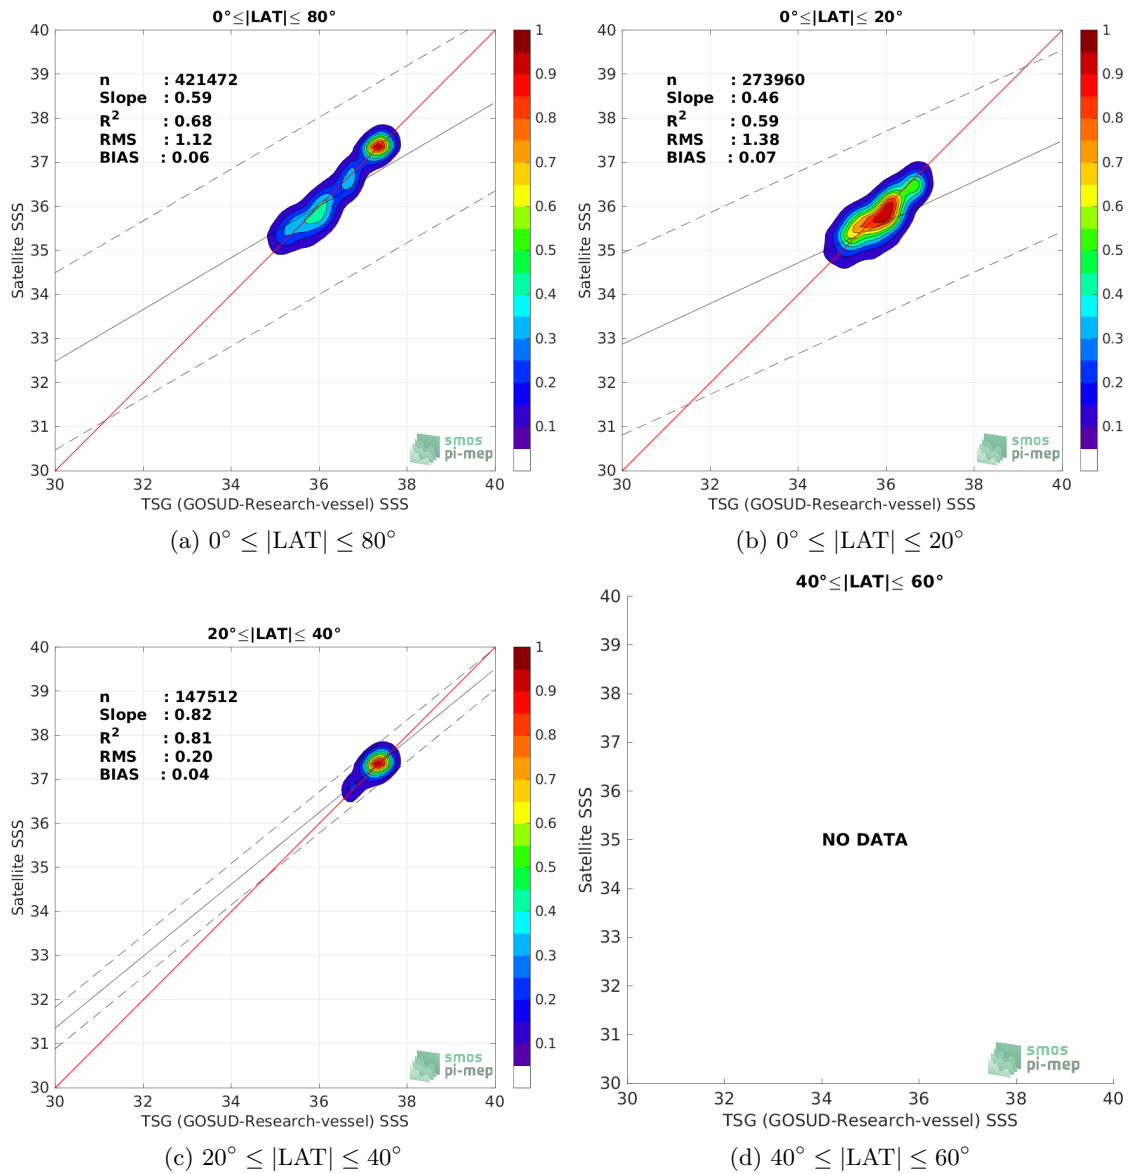 0°≤|LAT|≤ 80°
n : 421472
Slope : 0.59
R² : 0.68
RMS : 1.12
BIAS : 0.06
Satellite SSS
40
39
38
37
36
35
34
33
32
31
30
30 32 34 36 38 40
TSG (GOSUD-Research-vessel) SSS
1
0.9
0.8
0.7
0.6
0.5
0.4
0.3
0.2
0.1
smos
pi-mep
(a) 0° ≤ |LAT| ≤ 80°
0°≤|LAT|≤ 20°
n : 273960
Slope : 0.46
R² : 0.59
RMS : 1.38
BIAS : 0.07
Satellite SSS
40
39
38
37
36
35
34
33
32
31
30
30 32 34 36 38 40
TSG (GOSUD-Research-vessel) SSS
1
0.9
0.8
0.7
0.6
0.5
0.4
0.3
0.2
0.1
smos
pi-mep
(b) 0° ≤ |LAT| ≤ 20°
20°≤|LAT|≤ 40°
n : 147512
Slope : 0.82
R² : 0.81
RMS : 0.20
BIAS : 0.04
Satellite SSS
40
39
38
37
36
35
34
33
32
31
30
30 32 34 36 38 40
TSG (GOSUD-Research-vessel) SSS
1
0.9
0.8
0.7
0.6
0.5
0.4
0.3
0.2
0.1
smos
pi-mep
(c) 20° ≤ |LAT| ≤ 40°
40°≤|LAT|≤ 60°
NO DATA
Satellite SSS
40
39
38
37
36
35
34
33
32
31
30
30 32 34 36 38 40
TSG (GOSUD-Research-vessel) SSS
smos
pi-mep
(d) 40° ≤ |LAT| ≤ 60°